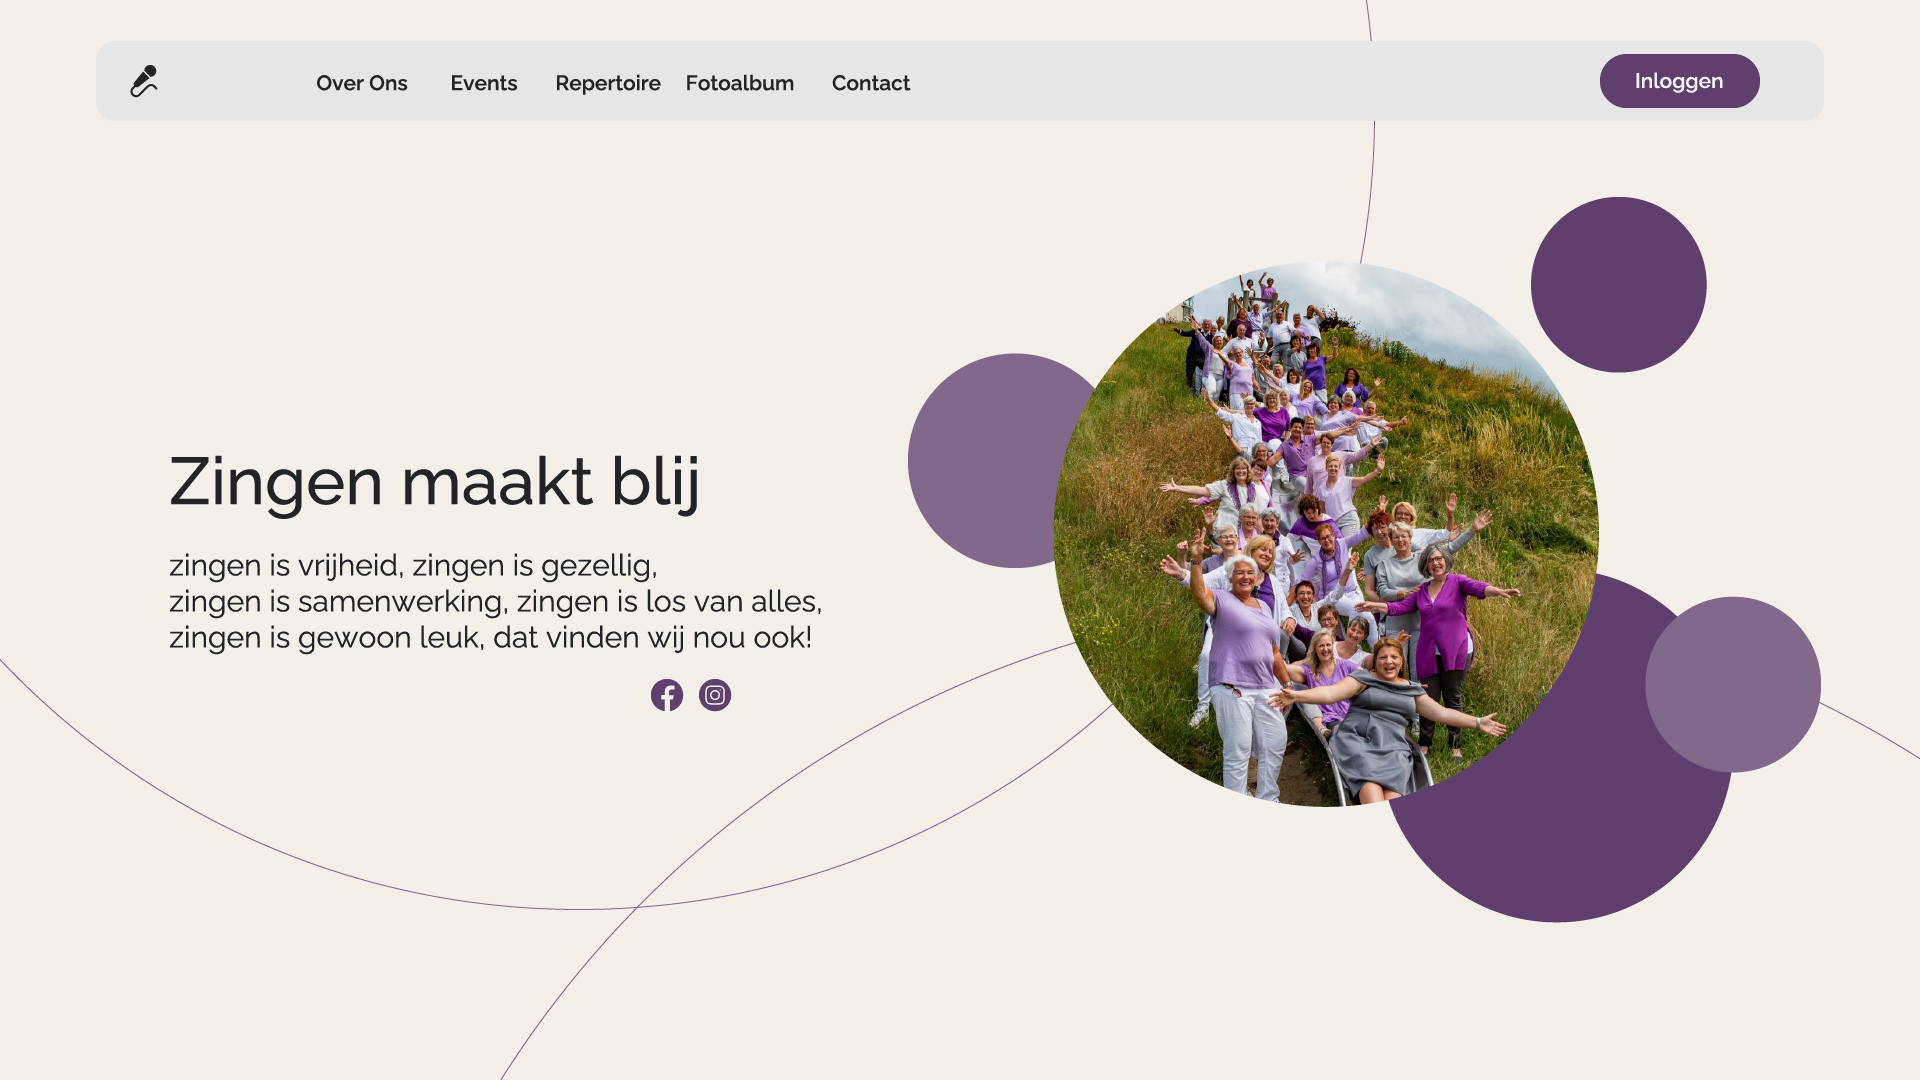 Over Ons
Events
Repertoire
Fotoalbum
Contact
Inloggen
Zingen maakt blij
zingen is vrijheid, zingen is gezellig,
zingen is samenwerking, zingen is los van alles,
zingen is gewoon leuk, dat vinden wij nou ook!